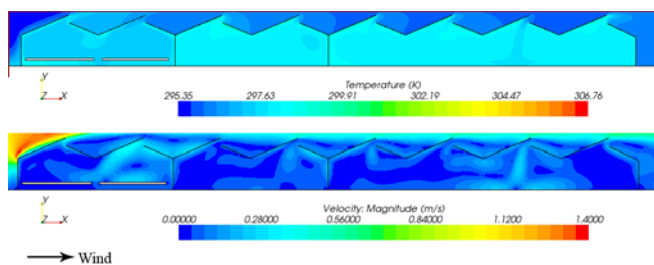 Y
Z X
Temperature (K)
295.35 297.63 299.91 302.19 304.47 306.76
Y
Z X
Velocity: Magnitude (m/s)
0.00000 0.28000 0.56000 0.84000 1.1200 1.4000
Wind